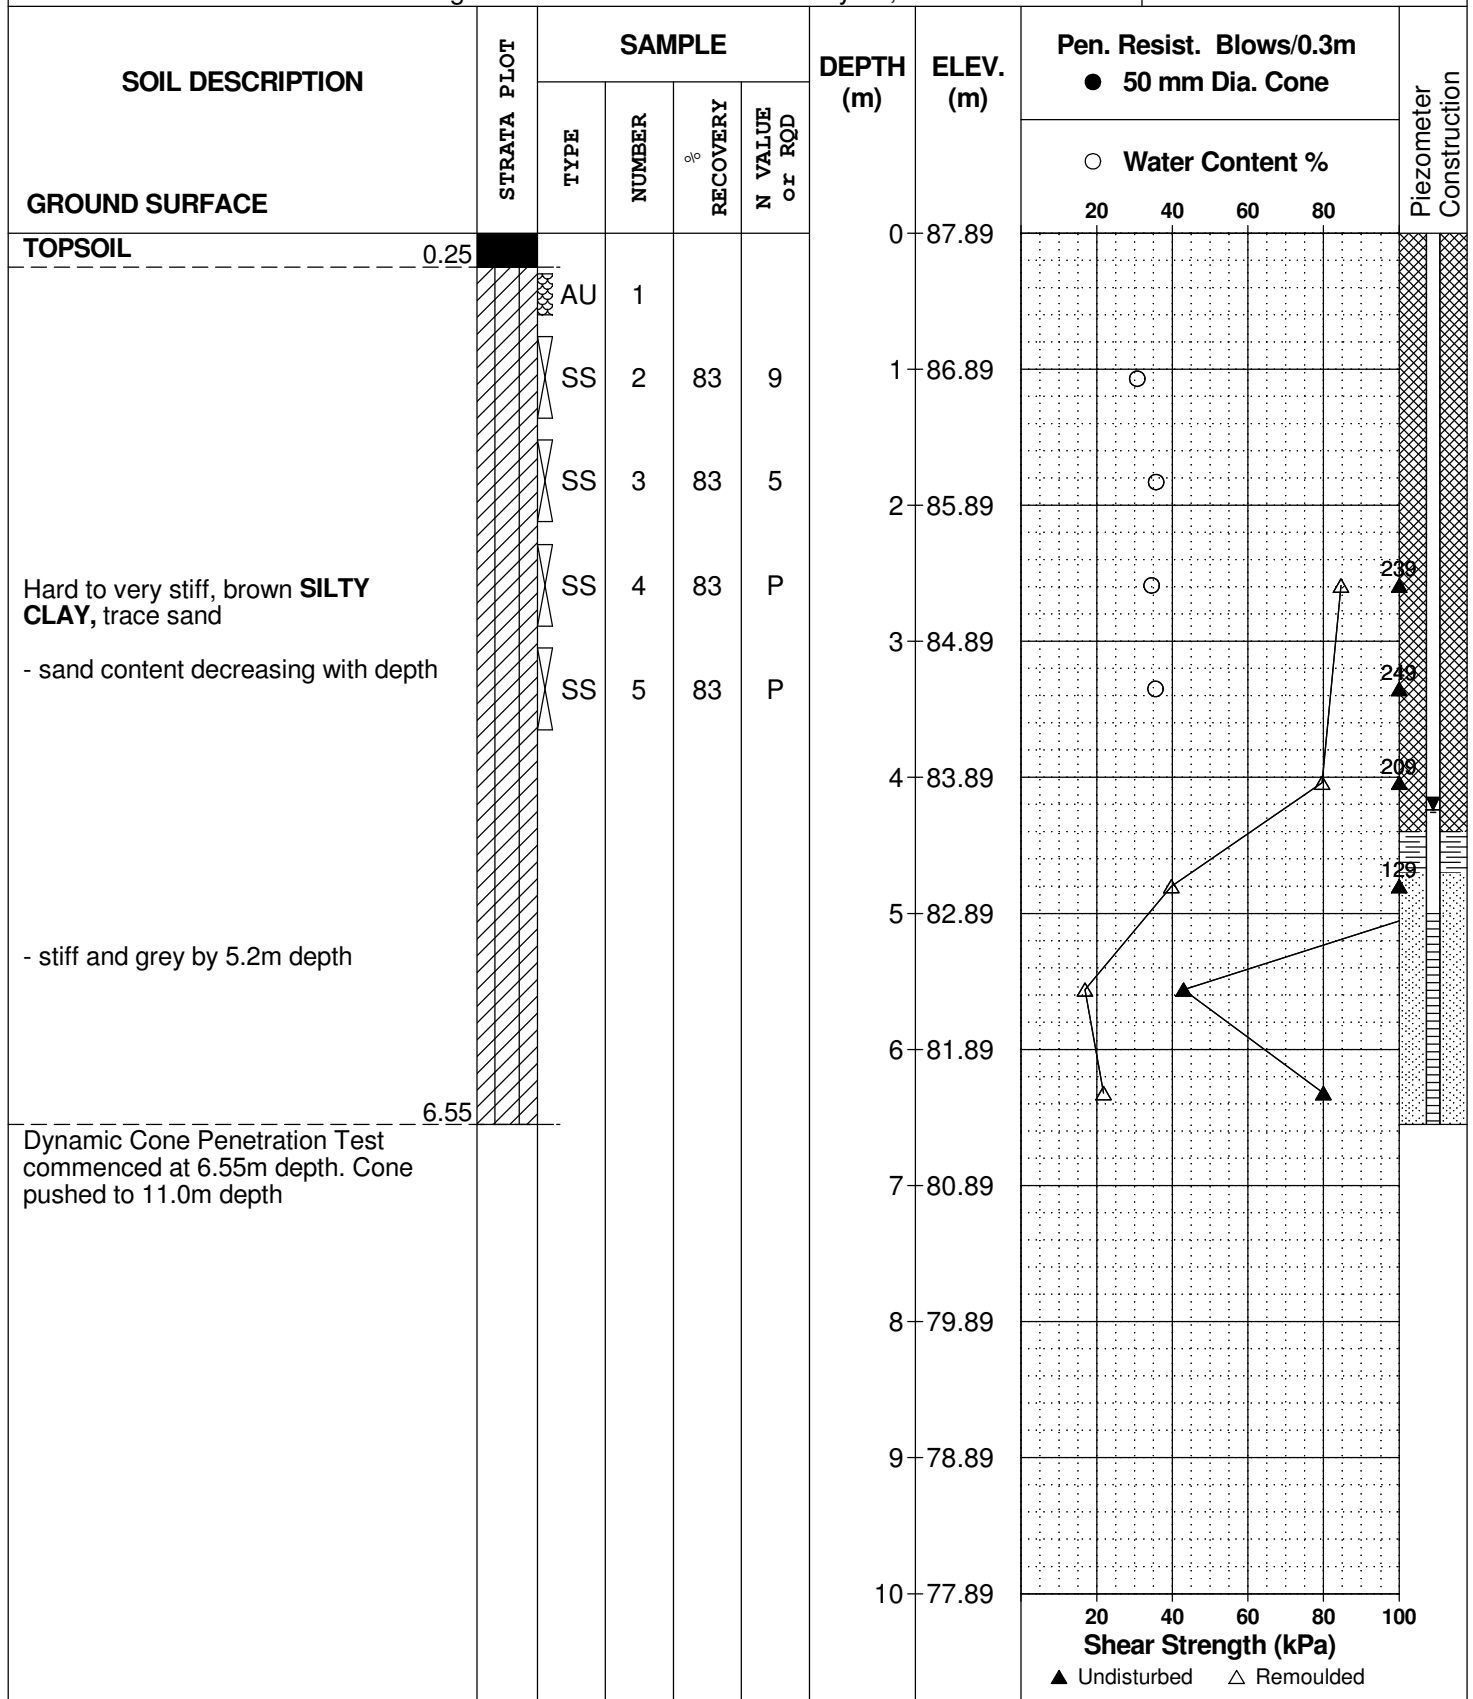 SOIL DESCRIPTION
GROUND SURFACE
STRATA PLOT
SAMPLE
TYPE
NUMBER
% RECOVERY
N VALUE or RQD
DEPTH (m)
ELEV. (m)
Pen. Resist. Blows/0.3m
● 50 mm Dia. Cone
○ Water Content %
20 40 60 80
Piezometer Construction
TOPSOIL
0.25
0 87.89
AU 1
SS 2 83 9
1 86.89
SS 3 83 5
2 85.89
Hard to very stiff, brown SILTY
CLAY, trace sand
SS 4 83 P
239
3 84.89
- sand content decreasing with depth
SS 5 83 P
249
4 83.89
209
129
5 82.89
- stiff and grey by 5.2m depth
6 81.89
6.55
Dynamic Cone Penetration Test
commenced at 6.55m depth. Cone
pushed to 11.0m depth
7 80.89
8 79.89
9 78.89
10 77.89
20 40 60 80 100
Shear Strength (kPa)
▲ Undisturbed △ Remoulded